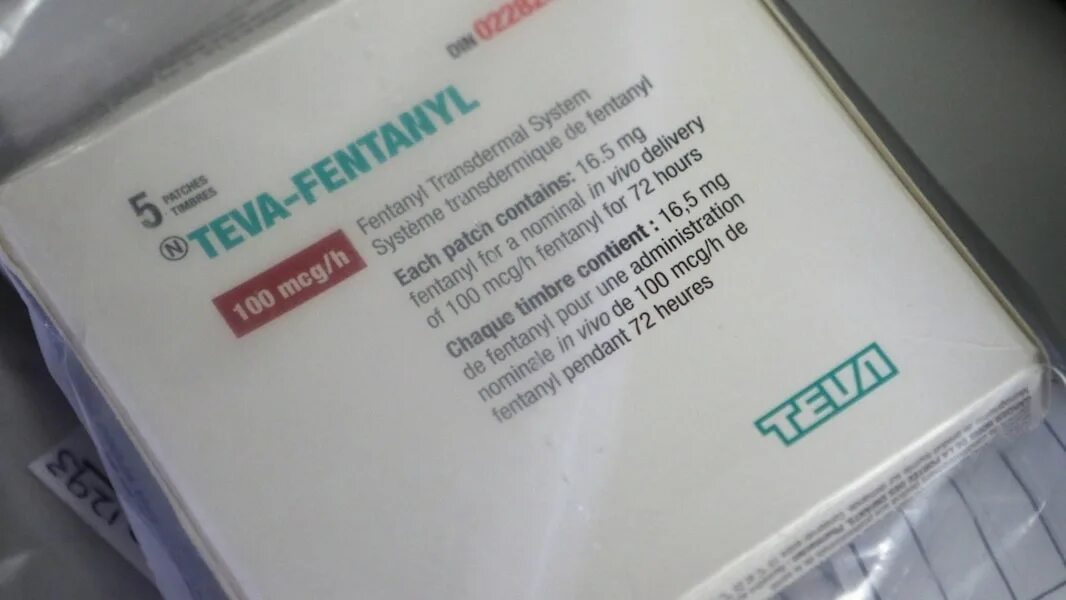 DIN 02282
5 PATCHES
TIMBRES
N TEVA-FENTANYL
100 mcg/h
Fentanyl Transdermal System
Système transdermique de fentanyl
Each patch contains: 16.5 mg
fentanyl for a nominal in vivo delivery
of 100 mcg/h fentanyl for 72 hours
Chaque timbre contient : 16,5 mg
de fentanyl pour une administration
nominale in vivo de 100 mcg/h de
fentanyl pendant 72 heures
TEVA
1293